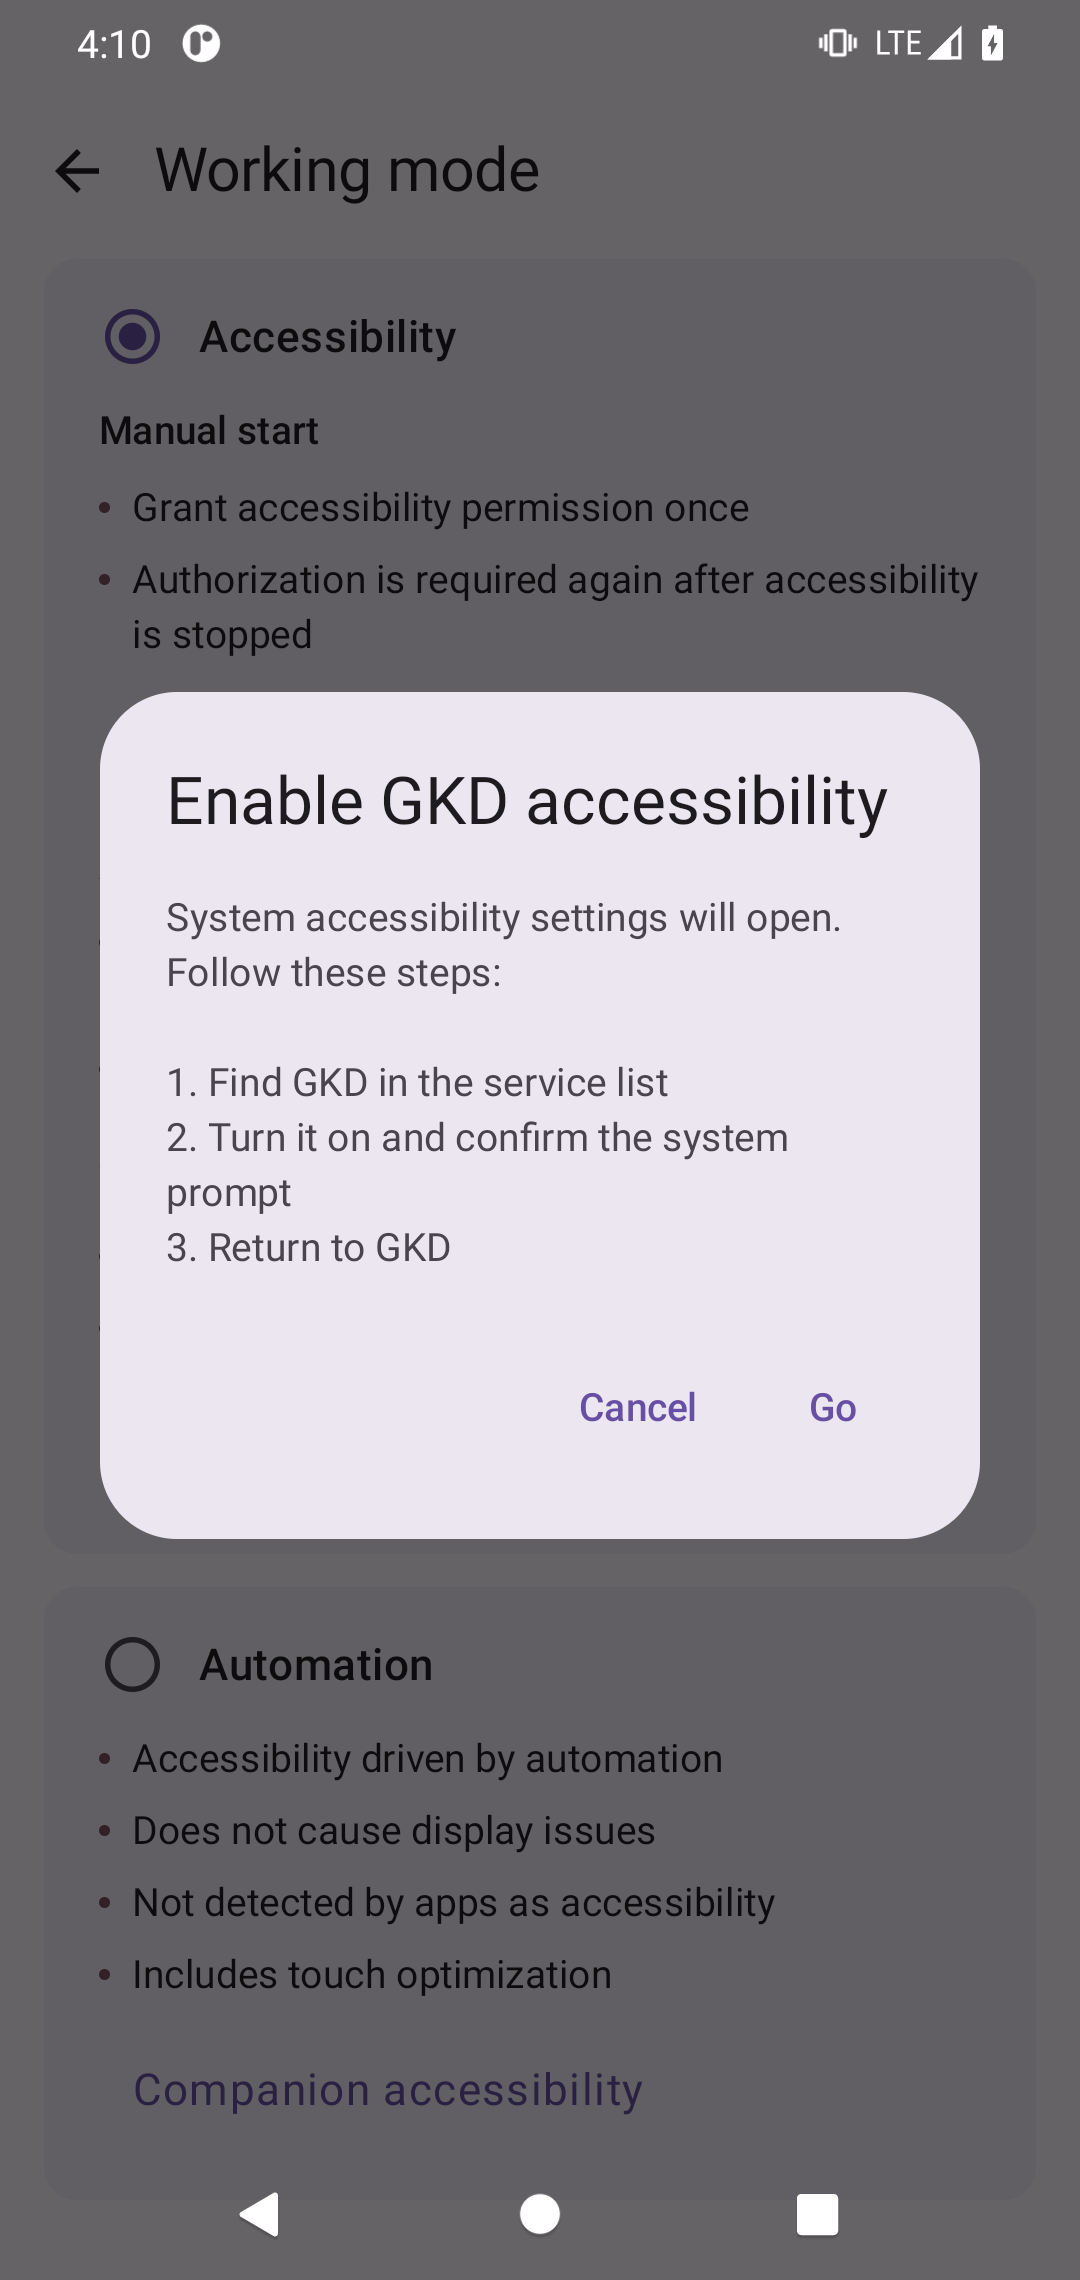 4:10
LTE
Working mode
Accessibility
Manual start
• Grant accessibility permission once
• Authorization is required again after accessibility
is stopped
Enable GKD accessibility
System accessibility settings will open.
Follow these steps:
1. Find GKD in the service list
2. Turn it on and confirm the system
prompt
3. Return to GKD
Cancel
Go
Automation
• Accessibility driven by automation
• Does not cause display issues
• Not detected by apps as accessibility
• Includes touch optimization
Companion accessibility